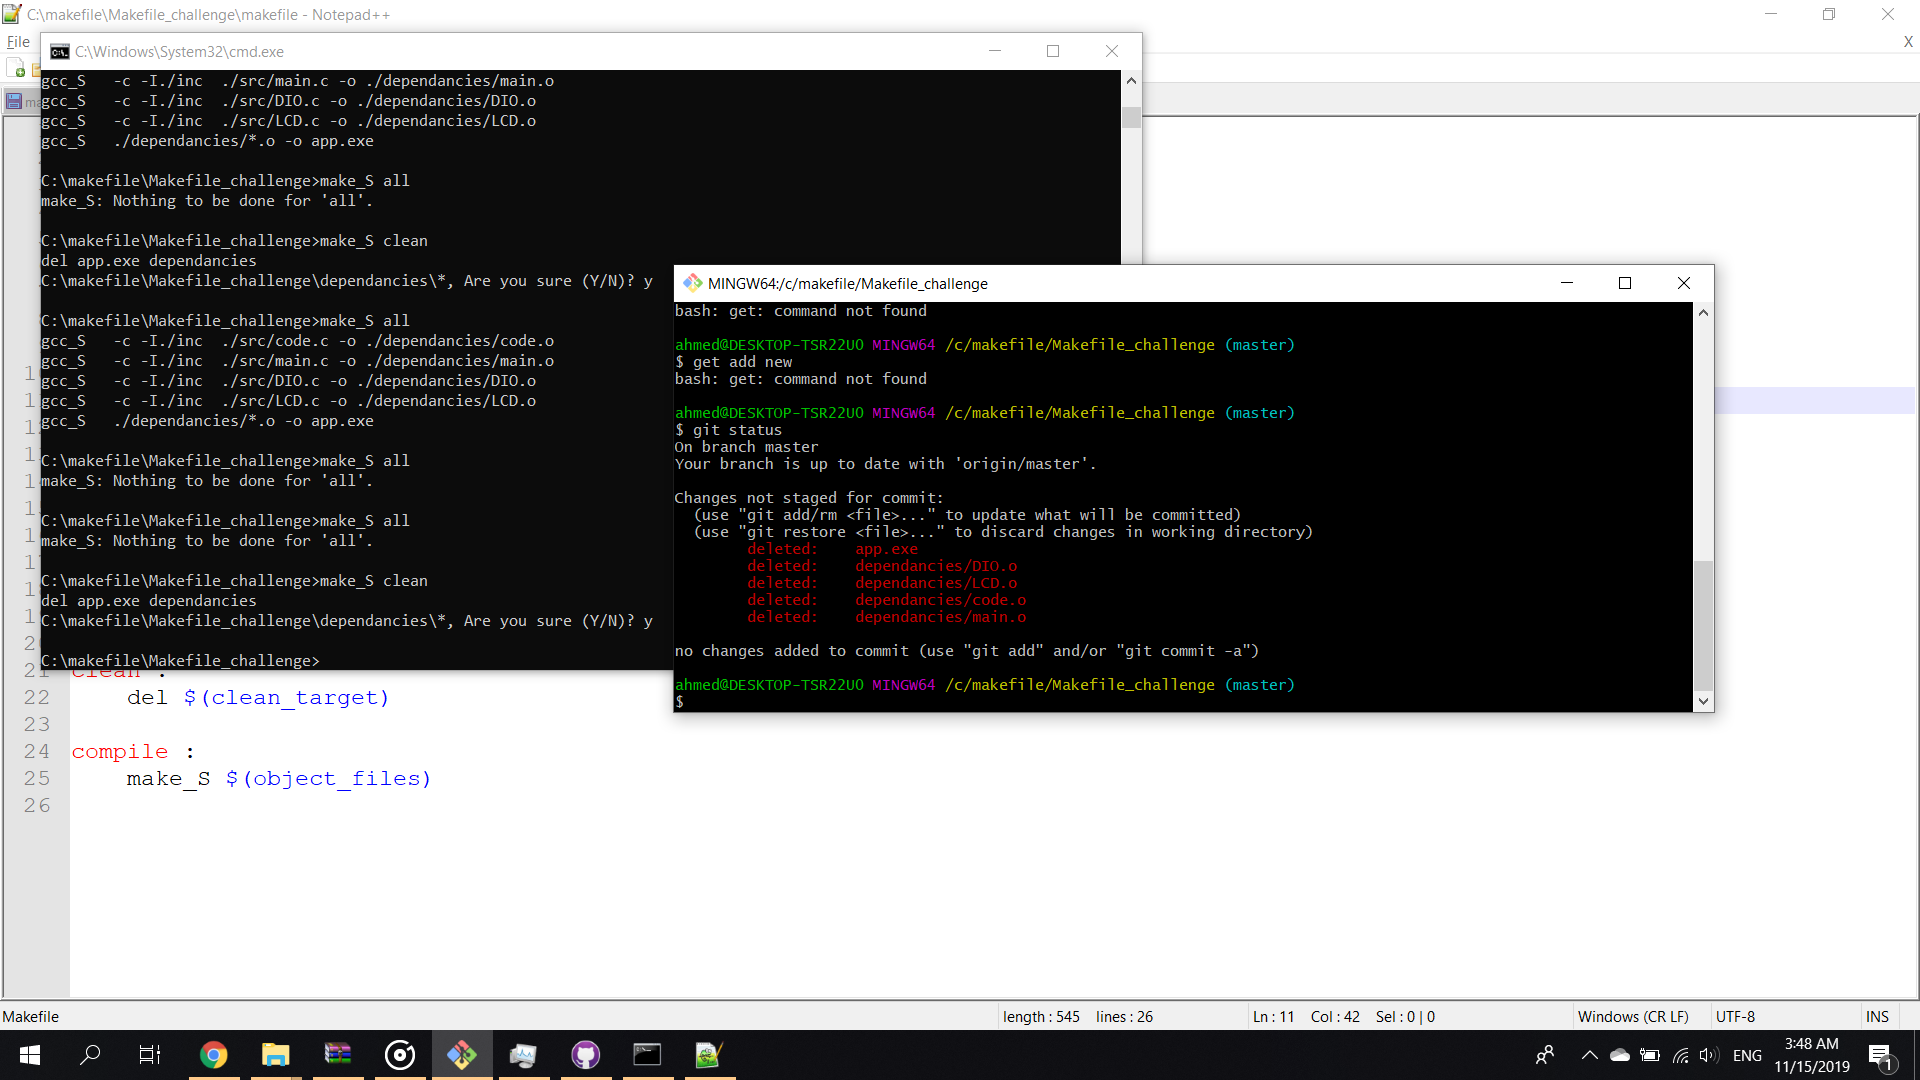 C:\makefile\Makefile_challenge\makefile - Notepad++
File
X
C:\Windows\System32\cmd.exe
gcc_S   -c -I./inc  ./src/main.c -o ./dependancies/main.o
gcc_S   -c -I./inc  ./src/DIO.c -o ./dependancies/DIO.o
gcc_S   -c -I./inc  ./src/LCD.c -o ./dependancies/LCD.o
gcc_S   ./dependancies/*.o -o app.exe
C:\makefile\Makefile_challenge>make_S all
make_S: Nothing to be done for 'all'.
C:\makefile\Makefile_challenge>make_S clean
del app.exe dependancies
C:\makefile\Makefile_challenge\dependancies\*, Are you sure (Y/N)? y
C:\makefile\Makefile_challenge>make_S all
gcc_S   -c -I./inc  ./src/code.c -o ./dependancies/code.o
gcc_S   -c -I./inc  ./src/main.c -o ./dependancies/main.o
gcc_S   -c -I./inc  ./src/DIO.c -o ./dependancies/DIO.o
gcc_S   -c -I./inc  ./src/LCD.c -o ./dependancies/LCD.o
gcc_S   ./dependancies/*.o -o app.exe
C:\makefile\Makefile_challenge>make_S all
make_S: Nothing to be done for 'all'.
C:\makefile\Makefile_challenge>make_S all
make_S: Nothing to be done for 'all'.
C:\makefile\Makefile_challenge>make_S clean
del app.exe dependancies
C:\makefile\Makefile_challenge\dependancies\*, Are you sure (Y/N)? y
C:\makefile\Makefile_challenge>
MINGW64:/c/makefile/Makefile_challenge
bash: get: command not found
ahmed@DESKTOP-TSR22UO MINGW64 /c/makefile/Makefile_challenge (master)
$ get add new
bash: get: command not found
ahmed@DESKTOP-TSR22UO MINGW64 /c/makefile/Makefile_challenge (master)
$ git status
On branch master
Your branch is up to date with 'origin/master'.
Changes not staged for commit:
  (use "git add/rm <file>..." to update what will be committed)
  (use "git restore <file>..." to discard changes in working directory)
        deleted:    app.exe
        deleted:    dependancies/DIO.o
        deleted:    dependancies/LCD.o
        deleted:    dependancies/code.o
        deleted:    dependancies/main.o
no changes added to commit (use "git add" and/or "git commit -a")
ahmed@DESKTOP-TSR22UO MINGW64 /c/makefile/Makefile_challenge (master)
$
21 clean :
22     del $(clean_target)
23
24 compile :
25     make_S $(object_files)
26
Makefile
length : 545    lines : 26
Ln : 11    Col : 42    Sel : 0 | 0
Windows (CR LF)
UTF-8
INS
ENG
3:48 AM
11/15/2019
1